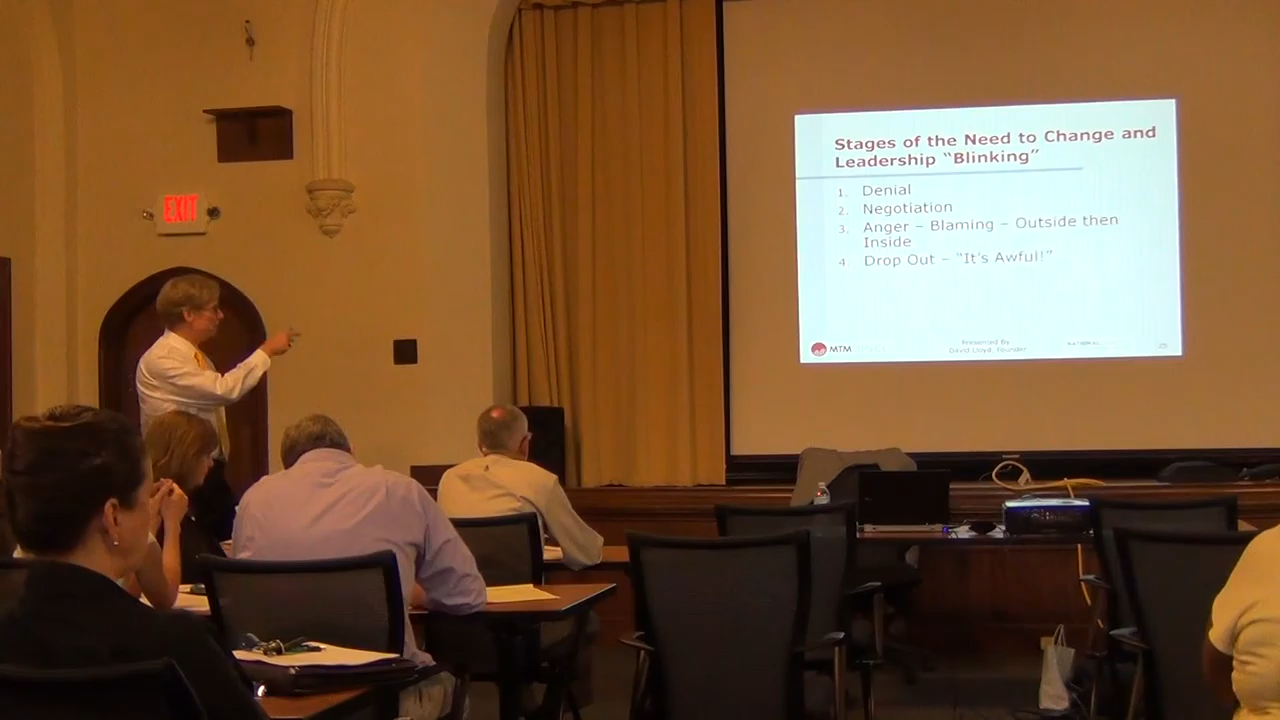 EXIT
Stages of the Need to Change and
Leadership “Blinking”
1. Denial
2. Negotiation
3. Anger – Blaming – Outside then
Inside
4. Drop Out – “It’s Awful!”
MTM
Presented By
David Lloyd, Founder